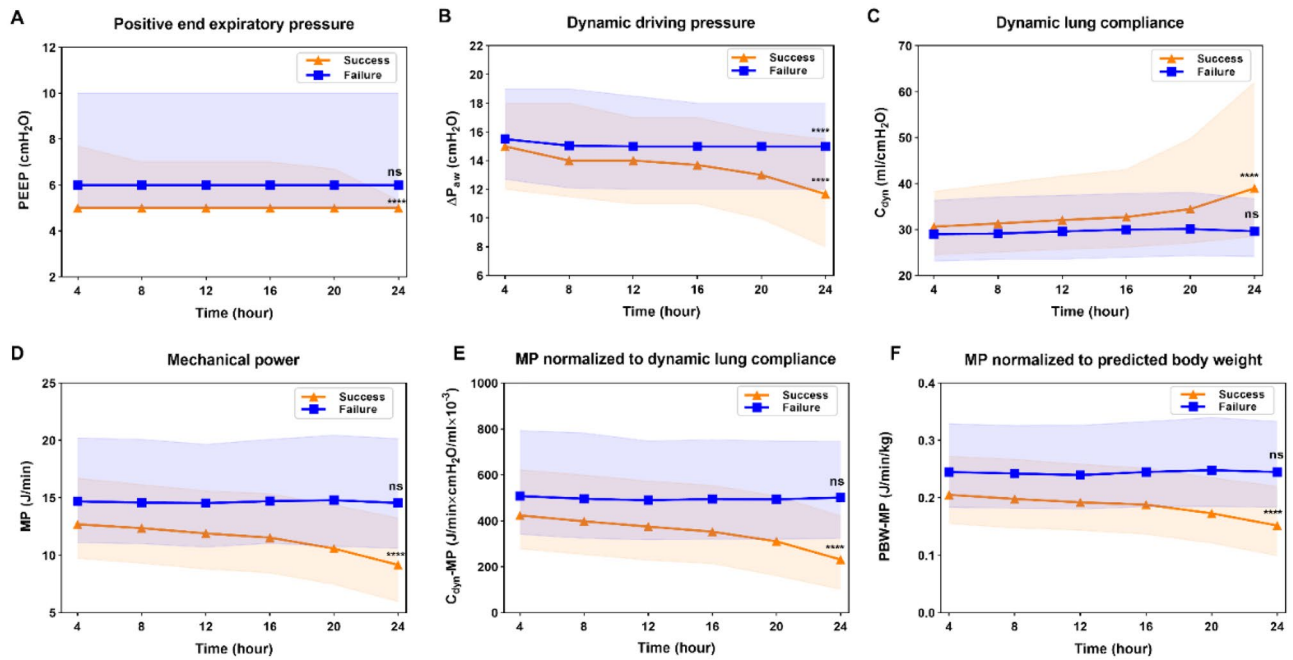 A
Positive end expiratory pressure
12
10
8
6
4
2
PEEP (cmH₂O)
Success
Failure
ns
****
4 8 12 16 20 24
Time (hour)
B
Dynamic driving pressure
22
20
18
16
14
12
10
8
6
ΔPaw (cmH₂O)
Success
Failure
****
****
4 8 12 16 20 24
Time (hour)
C
Dynamic lung compliance
70
60
50
40
30
20
Cdyn (ml/cmH₂O)
Success
Failure
****
ns
4 8 12 16 20 24
Time (hour)
D
Mechanical power
25
20
15
10
5
MP (J/min)
Success
Failure
ns
****
4 8 12 16 20 24
Time (hour)
E
MP normalized to dynamic lung compliance
1000
800
600
400
200
0
Cdyn-MP (J/min×cmH₂O/ml×10⁻³)
Success
Failure
ns
****
4 8 12 16 20 24
Time (hour)
F
MP normalized to predicted body weight
0.4
0.3
0.2
0.1
0.0
PBW-MP (J/min/kg)
Success
Failure
ns
****
4 8 12 16 20 24
Time (hour)